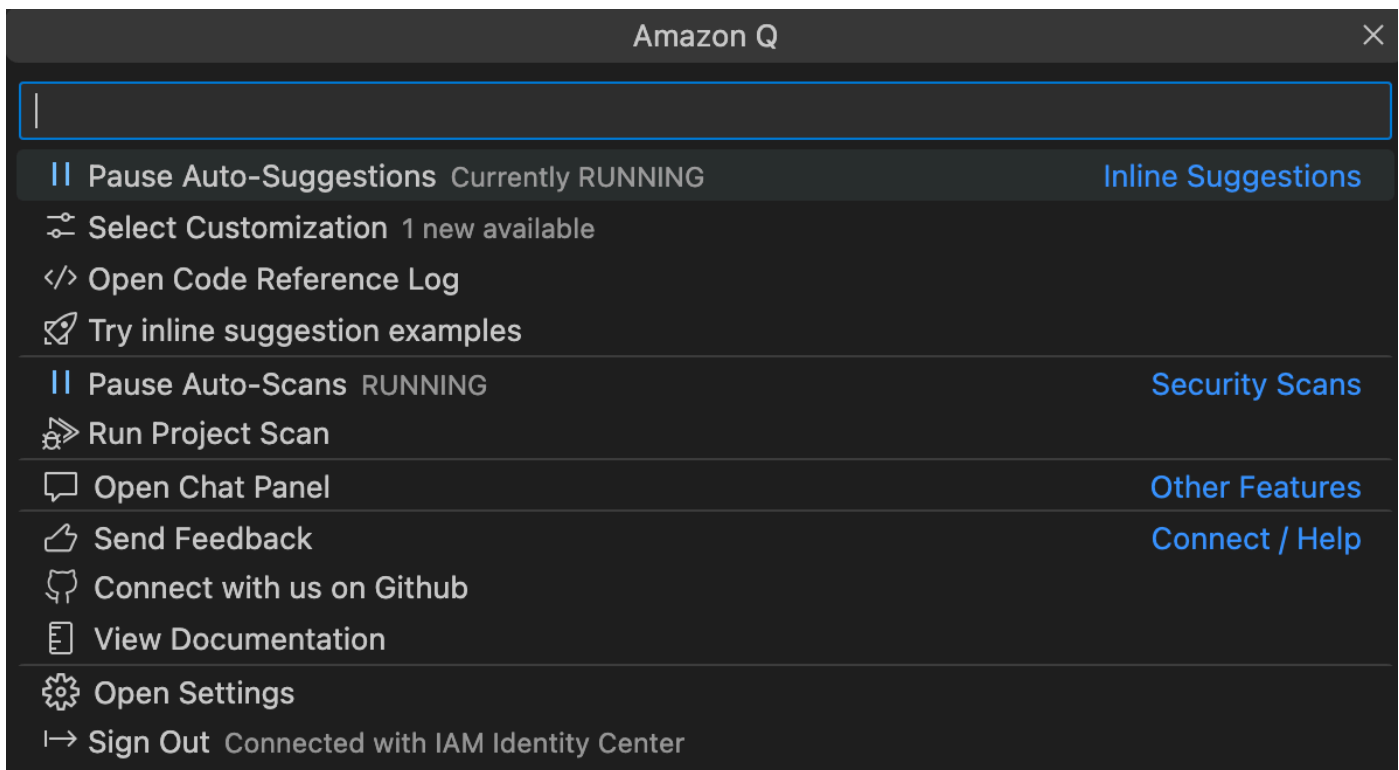 Amazon Q
Pause Auto-Suggestions Currently RUNNING Inline Suggestions
Select Customization 1 new available
Open Code Reference Log
Try inline suggestion examples
Pause Auto-Scans RUNNING Security Scans
Run Project Scan
Open Chat Panel Other Features
Send Feedback Connect / Help
Connect with us on Github
View Documentation
Open Settings
Sign Out Connected with IAM Identity Center